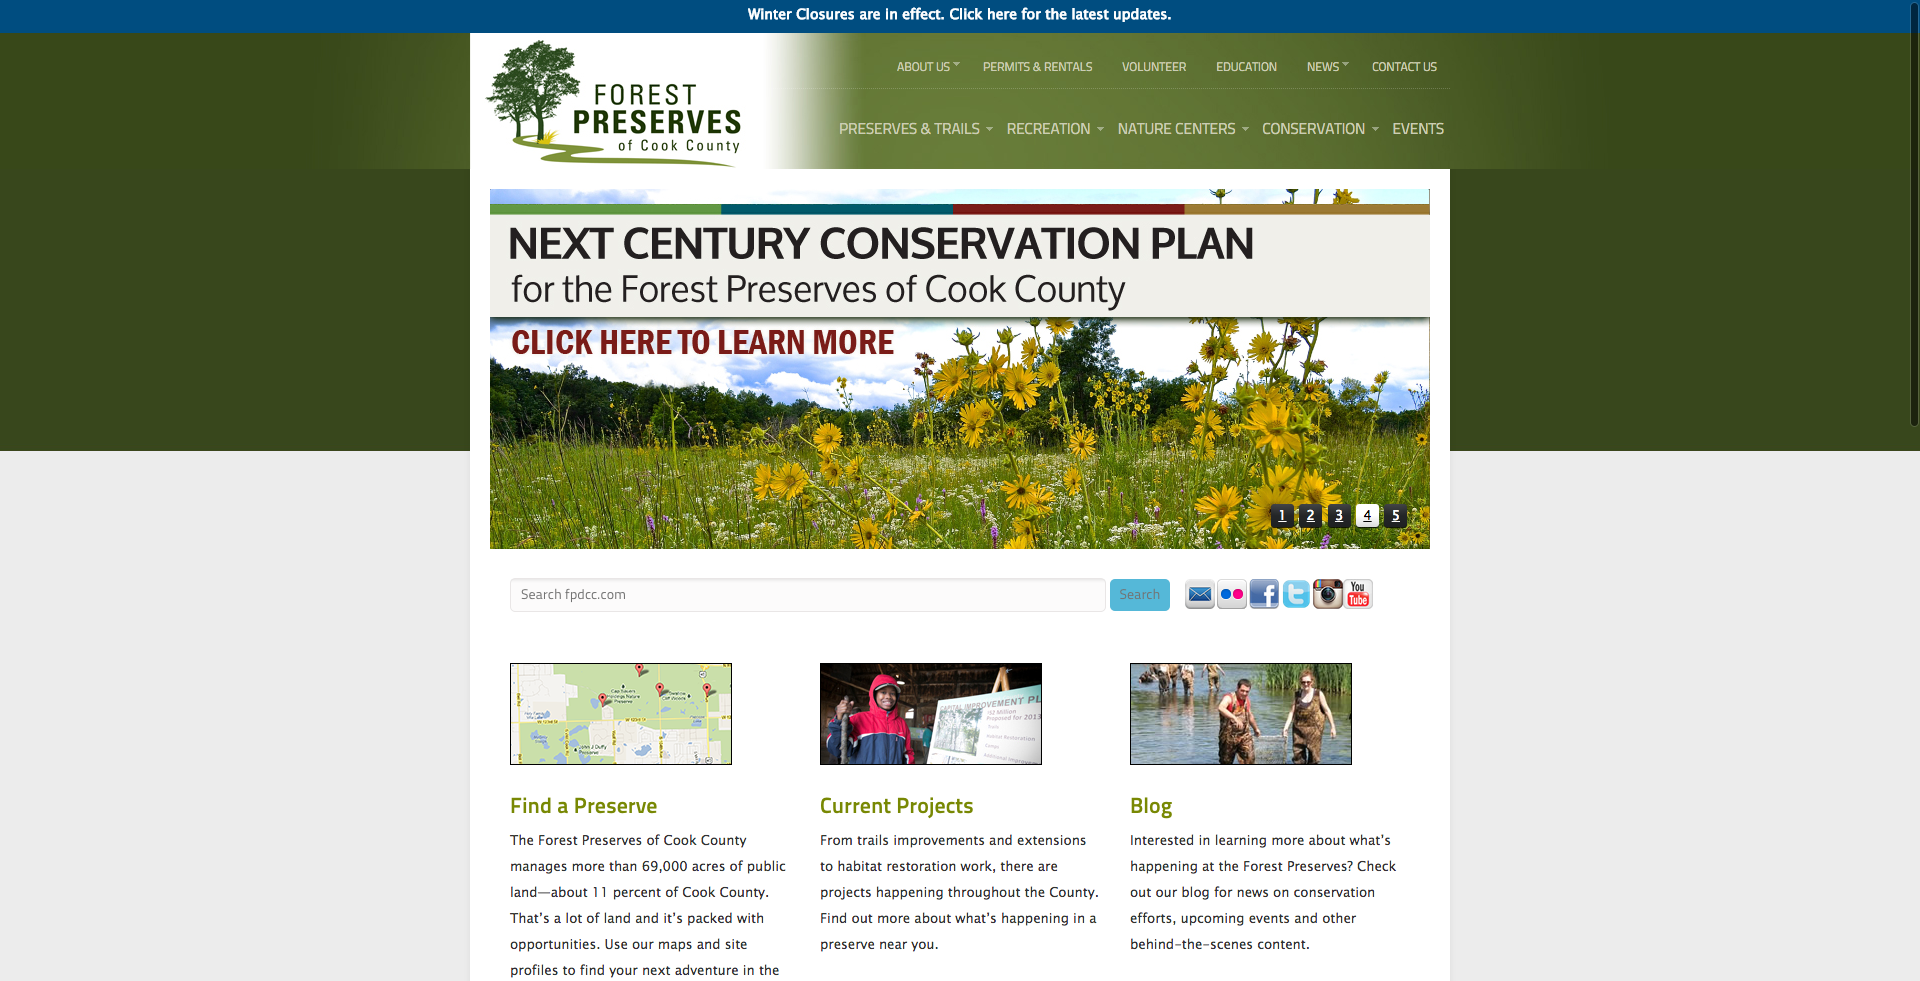 Winter Closures are in effect. Click here for the latest updates.
FOREST
PRESERVES
of Cook County
ABOUT US PERMITS & RENTALS VOLUNTEER EDUCATION NEWS CONTACT US
PRESERVES & TRAILS RECREATION NATURE CENTERS CONSERVATION EVENTS
NEXT CENTURY CONSERVATION PLAN
for the Forest Preserves of Cook County
CLICK HERE TO LEARN MORE
1 2 3 4 5
Search fpdcc.com
Search
You
Tube
CAPITAL IMPROVEMENT PL
Proposed for 2013
Find a Preserve
The Forest Preserves of Cook County
manages more than 69,000 acres of public
land—about 11 percent of Cook County.
That's a lot of land and it's packed with
opportunities. Use our maps and site
profiles to find your next adventure in the
Current Projects
From trails improvements and extensions
to habitat restoration work, there are
projects happening throughout the County.
Find out more about what's happening in a
preserve near you.
Blog
Interested in learning more about what's
happening at the Forest Preserves? Check
out our blog for news on conservation
efforts, upcoming events and other
behind-the-scenes content.